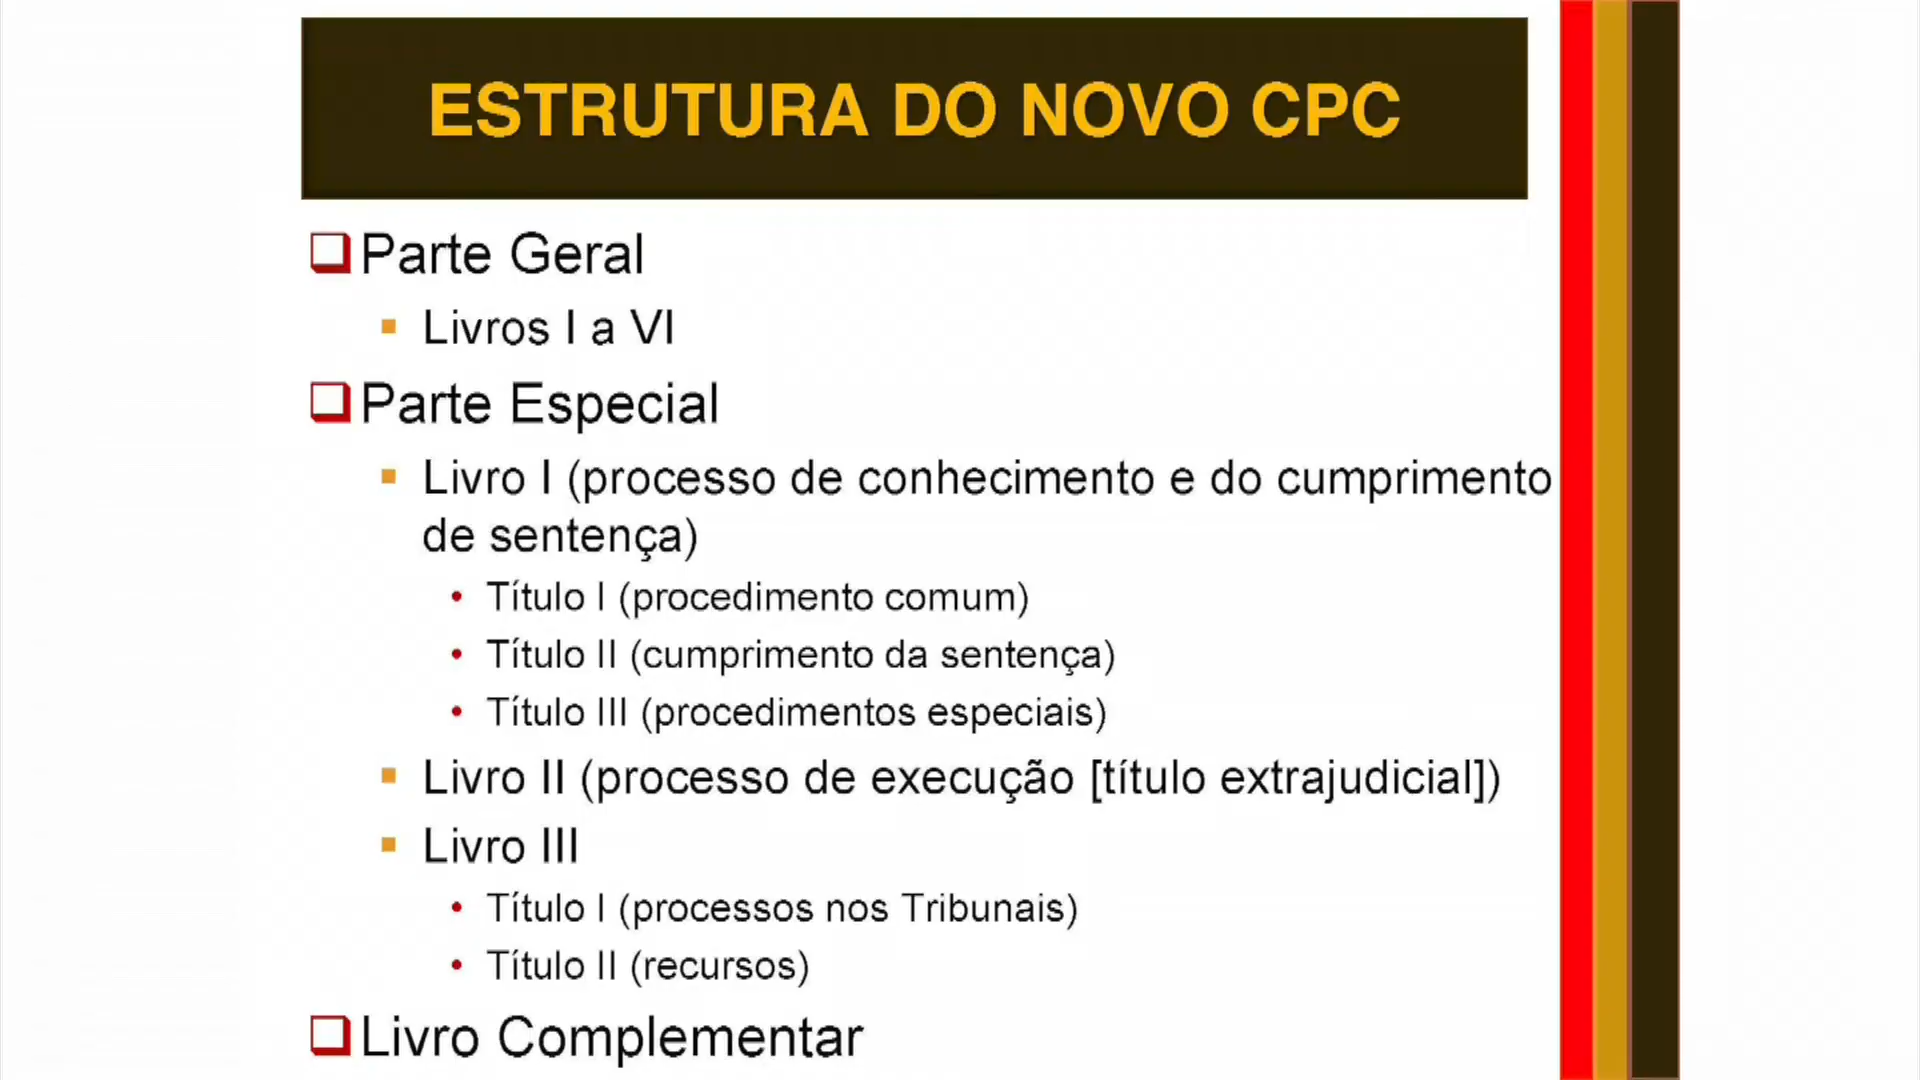 ESTRUTURA DO NOVO CPC
Parte Geral
Livros I a VI
Parte Especial
Livro I (processo de conhecimento e do cumprimento
de sentença)
Título I (procedimento comum)
Título II (cumprimento da sentença)
Título III (procedimentos especiais)
Livro II (processo de execução [título extrajudicial])
Livro III
Título I (processos nos Tribunais)
Título II (recursos)
Livro Complementar